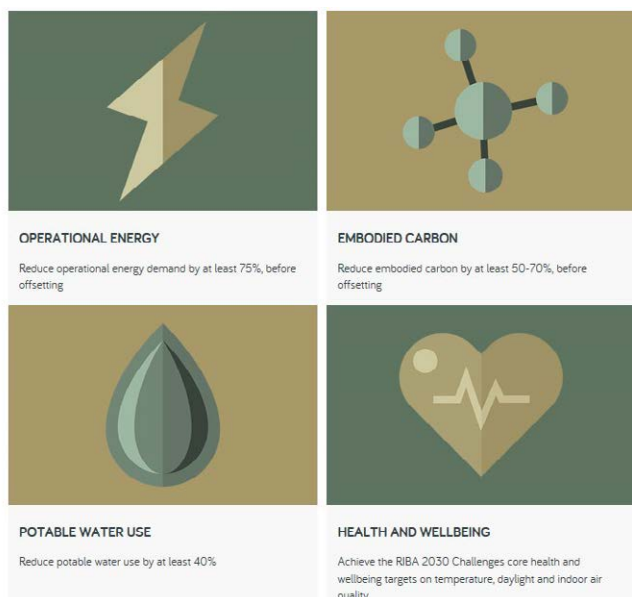 OPERATIONAL ENERGY
Reduce operational energy demand by at least 75%, before
offsetting
EMBODIED CARBON
Reduce embodied carbon by at least 50-70%, before
offsetting
POTABLE WATER USE
Reduce potable water use by at least 40%
HEALTH AND WELLBEING
Achieve the RIBA 2030 Challenges core health and
wellbeing targets on temperature, daylight and indoor air
quality